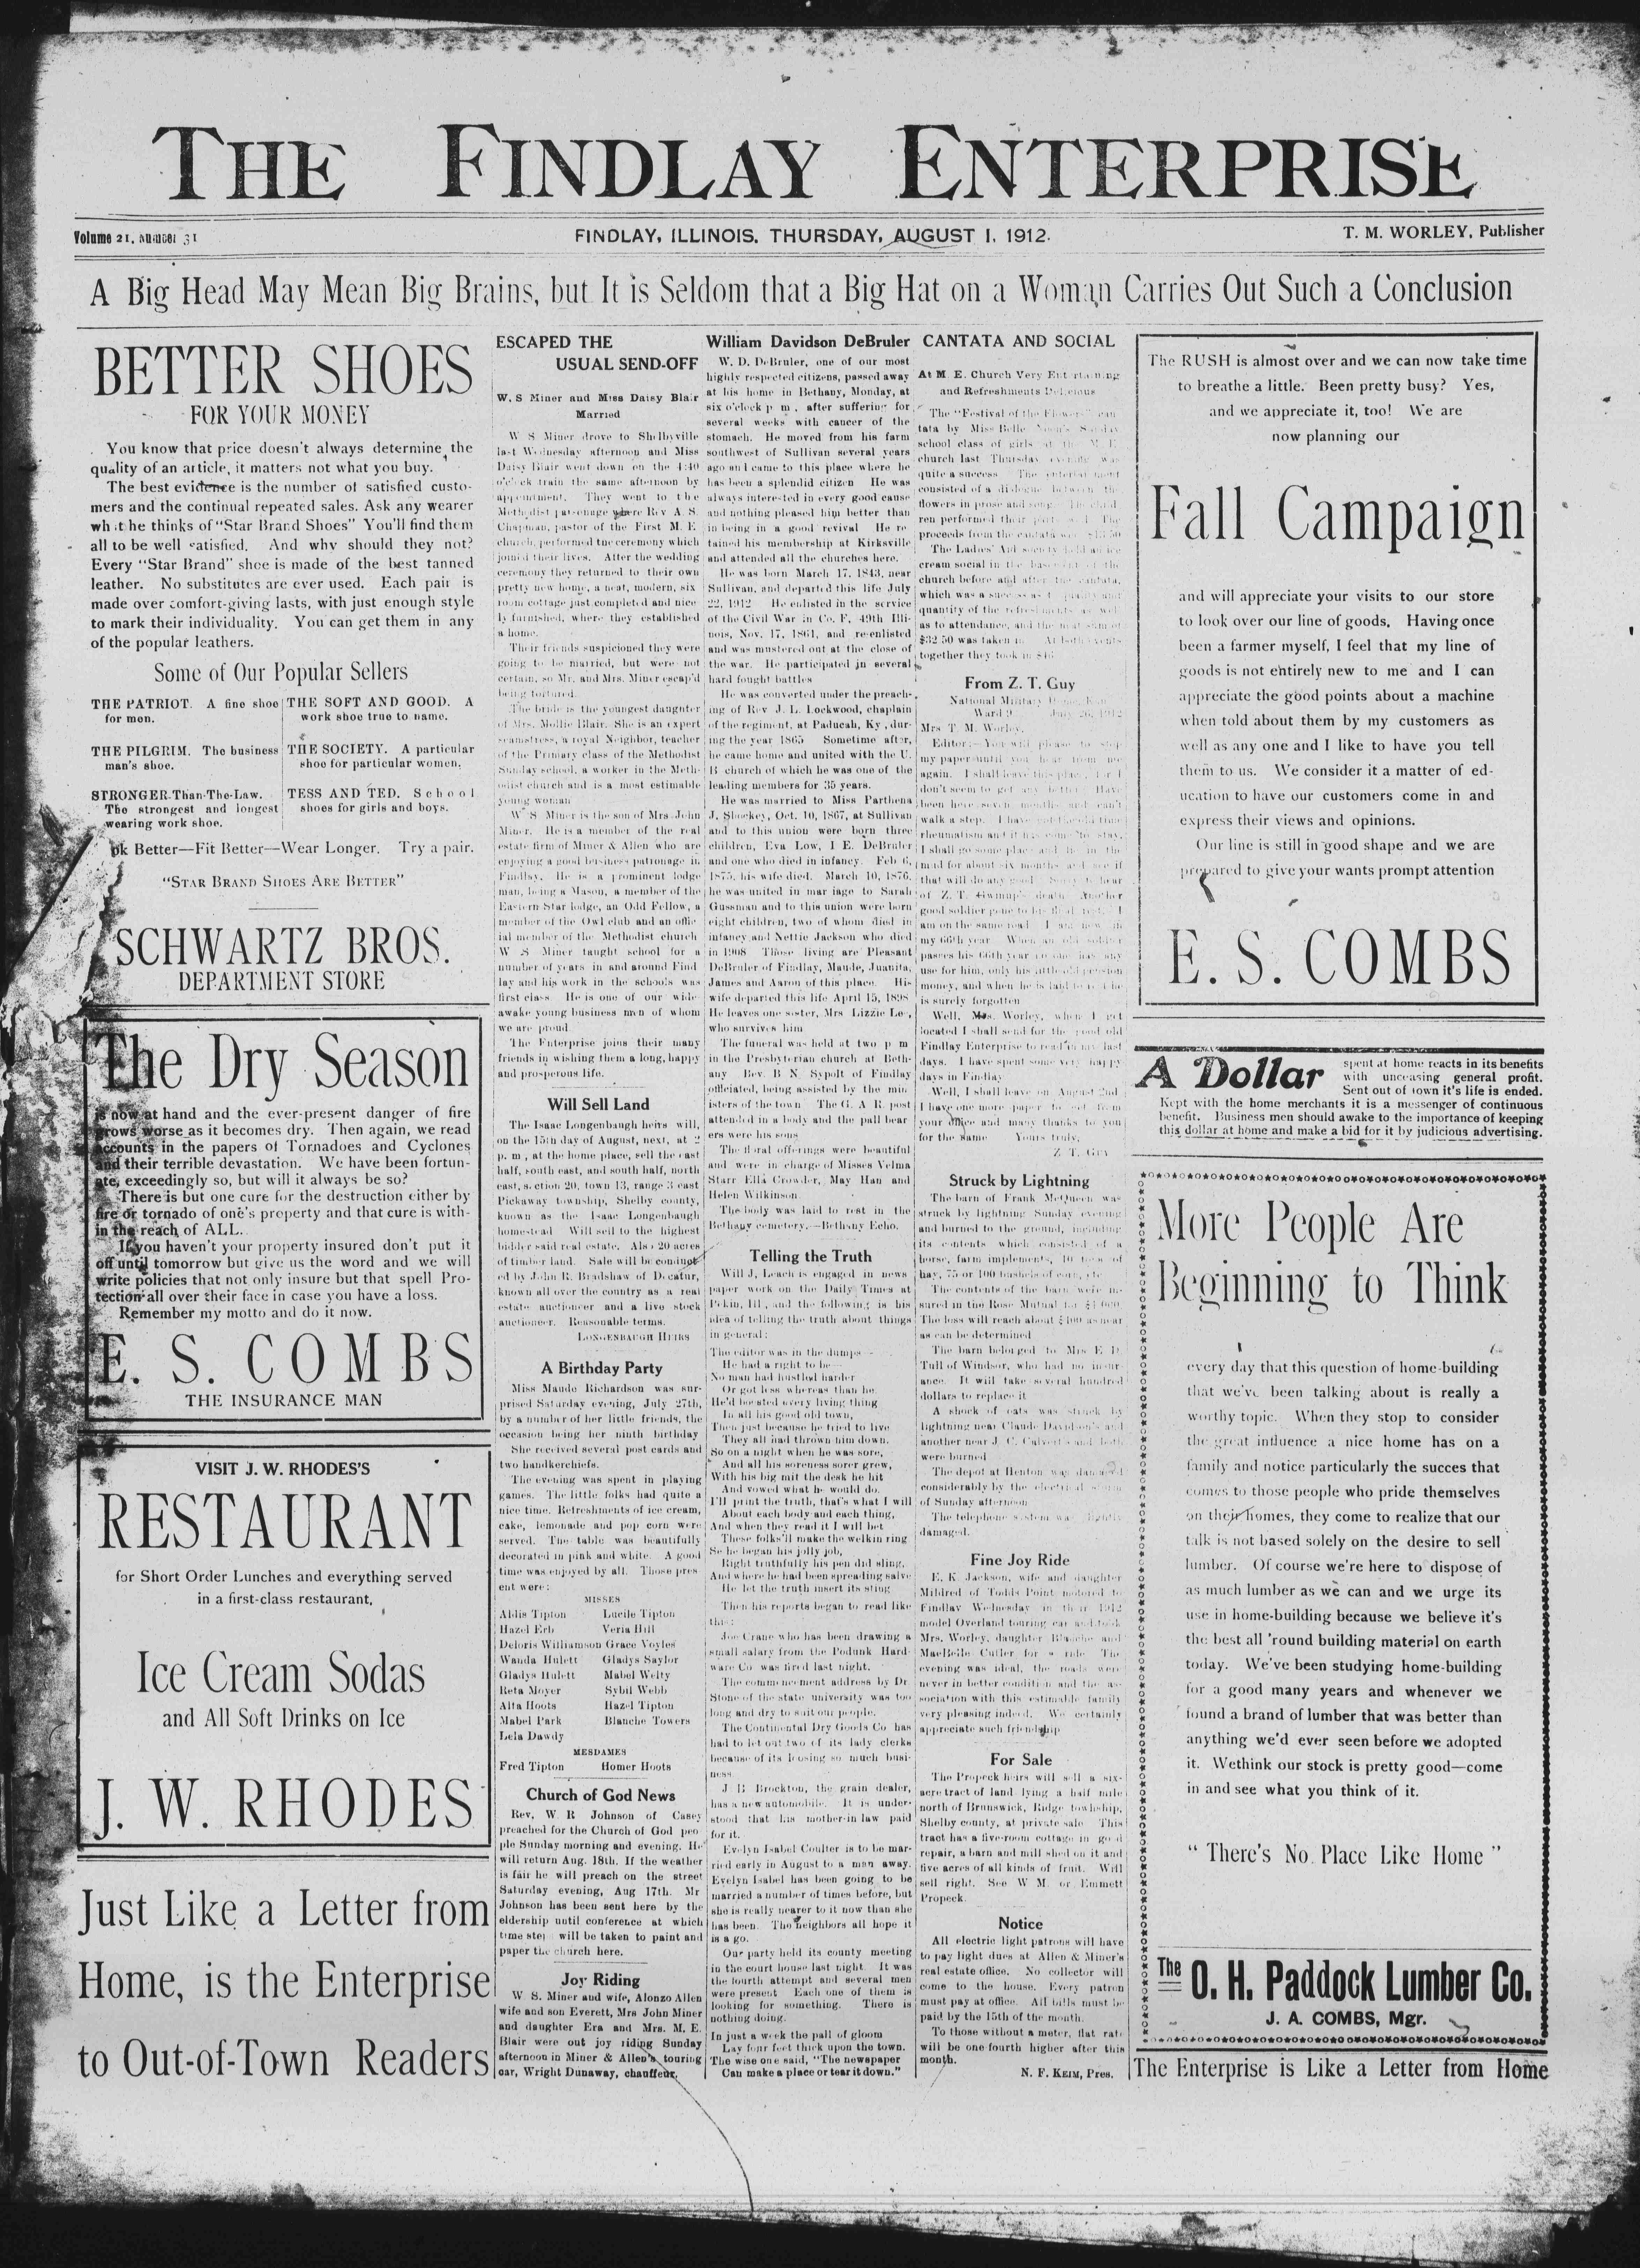 THE FINDLAY ENTERPRISE
Volume 21, Number 31
FINDLAY, ILLINOIS. THURSDAY, AUGUST 1, 1912.
T. M. WORLEY, Publisher
A Big Head May Mean Big Brains, but It is Seldom that a Big Hat on a Woman Carries Out Such a Conclusion
BETTER SHOES
FOR YOUR MONEY
You know that price doesn't always determine the
quality of an article, it matters not what you buy.
The best evidence is the number of satisfied custo-
mers and the continual repeated sales. Ask any wearer
what he thinks of "Star Brand Shoes" You'll find them
all to be well satisfied. And why should they not?
Every "Star Brand" shoe is made of the best tanned
leather. No substitutes are ever used. Each pair is
made over comfort-giving lasts, with just enough style
to mark their individuality. You can get them in any
of the popular leathers.
Some of Our Popular Sellers
THE PATRIOT. A fine shoe
for men.
THE PILGRIM. The business
man's shoe.
STRONGER-Than-The-Law.
The strongest and longest
wearing work shoe.
THE SOFT AND GOOD. A
work shoe true to name.
THE SOCIETY. A particular
shoe for particular women.
TESS AND TED. School
shoes for girls and boys.
ok Better—Fit Better—Wear Longer. Try a pair.
"STAR BRAND SHOES ARE BETTER"
SCHWARTZ BROS.
DEPARTMENT STORE
The Dry Season
is now at hand and the ever-present danger of fire
grows worse as it becomes dry. Then again, we read
accounts in the papers of Tornadoes and Cyclones
and their terrible devastation. We have been fortun-
ate, exceedingly so, but will it always be so?
There is but one cure for the destruction either by
fire or tornado of one's property and that cure is with-
in the reach of ALL.
If you haven't your property insured don't put it
off until tomorrow but give us the word and we will
write policies that not only insure but that spell Pro-
tection all over their face in case you have a loss.
Remember my motto and do it now.
E. S. COMBS
THE INSURANCE MAN
VISIT J. W. RHODES'S
RESTAURANT
for Short Order Lunches and everything served
in a first-class restaurant.
Ice Cream Sodas
and All Soft Drinks on Ice
J. W. RHODES
Just Like a Letter from
Home, is the Enterprise
to Out-of-Town Readers
ESCAPED THE
USUAL SEND-OFF
W. S Miner and Miss Daisy Blair
Married
W S Miner drove to Shelbyville
last Wednesday afternoon and Miss
Daisy Blair went down on the 4:40
o'clock train the same afternoon by
appointment. They went to the
Methodist parsonage where Rev A. S.
Chapman, pastor of the First M. E
church, performed the ceremony which
joined their lives. After the wedding
ceremony they returned to their own
pretty new home, a neat, modern, six
room cottage just completed and nice
ly furnished, where they established
a home.
Their friends suspicioned they were
going to be married, but were not
certain, so Mr. and Mrs. Miner escap'd
being tortured.
The bride is the youngest daughter
of Mrs. Mollie Blair. She is an expert
seamstress, a royal Neighbor, teacher
of the Primary class of the Methodist
Sunday school, a worker in the Meth-
odist church and is a most estimable
young woman
W S Miner is the son of Mrs John
Miner. He is a member of the real
estate firm of Miner & Allen who are
enjoying a good business patronage in
Findlay. He is a prominent lodge
man, being a Mason, a member of the
Eastern Star lodge, an Odd Fellow, a
member of the Owl club and an offic
ial member of the Methodist church
W S Miner taught school for a
number of years in and around Find
lay and his work in the schools was
first class He is one of our wide
awake young business men of whom
we are proud
The Enterprise joins their many
friends in wishing them a long, happy
and prosperous life.
Will Sell Land
The Isaac Longenbaugh heirs will,
on the 15th day of August, next, at 2
p. m., at the home place, sell the east
half, south east, and south half, north
east, section 20, town 13, range 3 east
Pickaway township, Shelby county,
known as the Isaac Longenbaugh
homestead Will sell to the highest
bidder said real estate. Also 20 acres
of timber land. Sale will be conduct
ed by John R. Bradshaw of Decatur,
known all over the country as a real
estate auctioneer and a live stock
auctioneer. Reasonable terms.
LONGENBAUGH HEIRS
A Birthday Party
Miss Maude Richardson was sur-
prised Saturday evening, July 27th,
by a number of her little friends, the
occasion being her ninth birthday
She received several post cards and
two handkerchiefs.
The evening was spent in playing
games. The little folks had quite a
nice time. Refreshments of ice cream,
cake, lemonade and pop corn were
served. The table was beautifully
decorated in pink and white. A good
time was enjoyed by all. Those pres
ent were:
MISSES
Aldis Tipton Lucile Tipton
Hazel Erb Veria Hill
Deloris Williamson Grace Voyles
Wanda Hulett Gladys Saylor
Gladys Hulett Mabel Welty
Reta Moyer Sybil Webb
Alta Hoots Hazel Tipton
Mabel Park Blanche Towers
Lela Dawdy
MESDAMES
Fred Tipton Homer Hoots
Church of God News
Rev. W R Johnson of Casey
preached for the Church of God peo
ple Sunday morning and evening. He
will return Aug. 18th. If the weather
is fair he will preach on the street
Saturday evening, Aug 17th. Mr
Johnson has been sent here by the
eldership until conference at which
time step will be taken to paint and
paper the church here.
Joy Riding
W S. Miner and wife, Alonzo Allen
wife and son Everett, Mrs John Miner
and daughter Era and Mrs. M. E.
Blair were out joy riding Sunday
afternoon in Miner & Allen's touring
car, Wright Dunaway, chauffeur.
William Davidson DeBruler
W. D. DeBruler, one of our most
highly respected citizens, passed away
at his home in Bethany, Monday, at
six o'clock p m , after suffering for
several weeks with cancer of the
stomach. He moved from his farm
southwest of Sullivan several years
ago and came to this place where he
has been a splendid citizen He was
always interested in every good cause
and nothing pleased him better than
in being in a good revival He re-
tained his membership at Kirksville
and attended all the churches here.
He was born March 17, 1843, near
Sullivan, and departed this life July
22, 1912 He enlisted in the service
of the Civil War in Co. F, 49th Illi-
nois, Nov. 17, 1861, and re-enlisted
and was mustered out at the close of
the war. He participated in several
hard fought battles
He was converted under the preach-
ing of Rev J. L. Lockwood, chaplain
of the regiment, at Paducah, Ky , dur-
ing the year 1865 Sometime after,
he came home and united with the U.
B church of which he was one of the
leading members for 35 years.
He was married to Miss Parthena
J. Shockey, Oct. 10, 1867, at Sullivan
and to this union were born three
children, Eva Low, I E. DeBruler
and one who died in infancy. Feb 6,
1875, his wife died. March 10, 1876,
he was united in mar iage to Sarah
Gussman and to this union were born
eight children, two of whom died in
infancy and Nettie Jackson who died
in 1908 Those living are Pleasant
DeBruler of Findlay, Maude, Juanita,
James and Aaron of this place. His
wife departed this life April 15, 1898
He leaves one sister, Mrs Lizzie Lee,
who survives him
The funeral was held at two p m
in the Presbyterian church at Beth-
any Rev. B N. Sypolt of Findlay
officiated, being assisted by the min
isters of the town The G. A R. post
attended in a body and the pall bear
ers were his sons
The floral offerings were beautiful
and were in charge of Misses Velma
Starr Ella Crowder, May Han and
Helen Wilkinson
The body was laid to rest in the
Bethany cemetery.—Bethany Echo.
Telling the Truth
Will J. Leach is engaged in news
paper work on the Daily Times at
Pekin, Ill , and the following is his
idea of telling the truth about things
in general:
The editor was in the dumps—
He had a right to be—
No man had hustled harder
Or got less whereas than he.
He'd boosted every living thing
In all his good old town,
Then just because he tried to live
They all had thrown him down.
So on a night when he was sore,
And all his soreness sorer grew,
With his big mit the desk he hit
And vowed what he would do.
I'll print the truth, that's what I will
About each body and each thing,
And when they read it I will bet
These folks'll make the welkin ring
So he began his jolly job,
Right truthfully his pen did sling,
And where he had been spreading salve
He let the truth insert its sting
Then his reports began to read like
this:
Joe Crane who has been drawing a
small salary from the Podunk Hard
ware Co was fired last night.
The commencement address by Dr
Stone of the state university was too
long and dry to suit our people.
The Continental Dry Goods Co has
had to let out two of its lady clerks
because of its loosing so much busi-
ness
J B Brockton, the grain dealer,
has a new automobile. It is under-
stood that his mother-in law paid
for it.
Evelyn Isabel Coulter is to be mar-
ried early in August to a man away.
Evelyn Isabel has been going to be
married a number of times before, but
she is really nearer to it now than she
has been. The neighbors all hope it
is a go.
Our party held its county meeting
in the court house last night. It was
the fourth attempt and several men
were present Each one of them is
looking for something. There is
nothing doing.
In just a week the pall of gloom
Lay four feet thick upon the town.
The wise one said, "The newspaper
Can make a place or tear it down."
CANTATA AND SOCIAL
At M E. Church Very Entertaining
and Refreshments Delicious
The "Festival of the Flowers" can
tata by Miss Belle Sunday
school class of girls at the M E
church last Thursday evening was
quite a success The entertainment
consisted of a dialogue between the
flowers in prose and song
ren performed their parts well The
proceeds from the cantata
The Ladies' Aid society held an ice
cream social in the basement of the
church before and after the cantata,
which was a success as to quality and
quantity of the refreshments as well
as to attendance, and the neat sum of
$32 50 was taken in At both events
together they took in
From Z. T. Guy
National Military Home,
Ward 9 July 26, 1912
Mrs T M. Worley,
Editor:—You will please to stop
my paper until you hear from me
again. I shall leave this place, for I
don't seem to get any better Have
been here seven months and can't
walk a step. I have
rheumatism and it has come to stay.
I shall go some place and be in the
mud for about six months and see if
that will do any good Sorry to hear
of Z. T. death Another
good soldier gone to his final rest. I
am on the same road I am now in
my 66th year When an old soldier
passes his 66th year no one has any
use for him, only his little old pension
money, and when he is laid to rest he
is surely forgotten
Well, Mrs. Worley, when I get
located I shall send for the good old
Findlay Enterprise to read in my last
days. I have spent some very happy
days in Findlay
Well, I shall leave on August 2nd
I have one more paper to get from
your office and many thanks to you
for the same Yours truly,
Z T. GUY
Struck by Lightning
The barn of Frank McQueen was
struck by lightning Sunday evening
and burned to the ground, including
its contents which consisted of a
horse, farm implements, 10 tons of
hay, 75 or 100 bushels of corn, etc
The contents of the barn were in-
sured in the Rose Mutual for
The loss will reach about $400 as near
as can be determined
The barn belonged to Mrs E D.
Tull of Windsor, who had no insur
ance. It will take several hundred
dollars to replace it
A shock of oats was struck by
lightning near Claude Davidson's and
another near J. C. Culvert's and both
were burned
The depot at Henton was damaged
considerably by the electrical storm
of Sunday afternoon
The telephone system was slightly
damaged.
Fine Joy Ride
E. K. Jackson, wife and daughter
Mildred of Todds Point motored to
Findlay Wednesday in their 1912
model Overland touring car and took
Mrs. Worley, daughter Blanche and
MaeBelle Cutler for a ride The
evening was ideal, the roads were
never in better condition and the as-
sociation with this estimable family
very pleasing indeed. We certainly
appreciate such friendship
For Sale
The Propeck heirs will sell a six-
acre tract of land lying a half mile
north of Brunswick, Ridge township,
Shelby county, at private sale This
tract has a five-room cottage in good
repair, a barn and mill shed on it and
five acres of all kinds of fruit. Will
sell right. See W M. or Emmett
Propeck.
Notice
All electric light patrons will have
to pay light dues at Allen & Miner's
real estate office. No collector will
come to the house. Every patron
must pay at office. All bills must be
paid by the 15th of the month.
To those without a meter, flat rate
will be one fourth higher after this
month.
N. F. KEIM, Pres.
The RUSH is almost over and we can now take time
to breathe a little. Been pretty busy? Yes,
and we appreciate it, too! We are
now planning our
Fall Campaign
and will appreciate your visits to our store
to look over our line of goods. Having once
been a farmer myself, I feel that my line of
goods is not entirely new to me and I can
appreciate the good points about a machine
when told about them by my customers as
well as any one and I like to have you tell
them to us. We consider it a matter of ed-
ucation to have our customers come in and
express their views and opinions.
Our line is still in good shape and we are
prepared to give your wants prompt attention
E. S. COMBS
A Dollar spent at home reacts in its benefits
with unceasing general profit.
Sent out of town it's life is ended.
Kept with the home merchants it is a messenger of continuous
benefit. Business men should awake to the importance of keeping
this dollar at home and make a bid for it by judicious advertising.
More People Are
Beginning to Think
every day that this question of home-building
that we've been talking about is really a
worthy topic. When they stop to consider
the great influence a nice home has on a
family and notice particularly the succes that
comes to those people who pride themselves
on their homes, they come to realize that our
talk is not based solely on the desire to sell
lumber. Of course we're here to dispose of
as much lumber as we can and we urge its
use in home-building because we believe it's
the best all 'round building material on earth
today. We've been studying home-building
for a good many years and whenever we
found a brand of lumber that was better than
anything we'd ever seen before we adopted
it. Wethink our stock is pretty good—come
in and see what you think of it.
"There's No Place Like Home"
The O. H. Paddock Lumber Co.
J. A. COMBS, Mgr.
The Enterprise is Like a Letter from Home